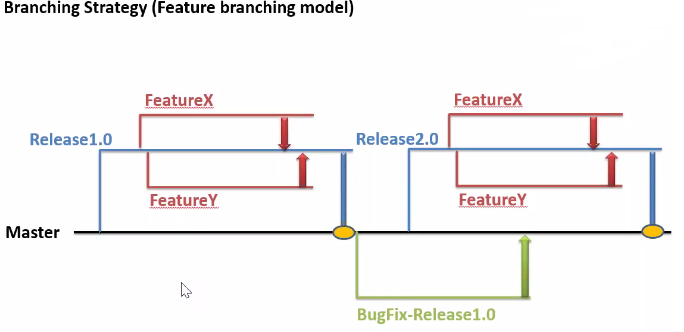 Branching Strategy (Feature branching model)
FeatureX
FeatureX
Release1.0
Release2.0
FeatureY
FeatureY
Master
BugFix-Release1.0